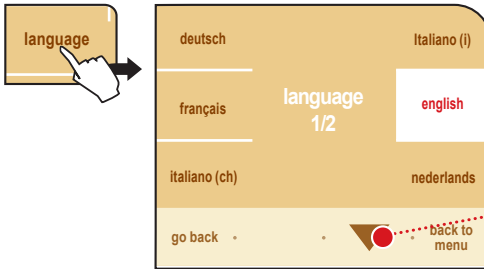 language
deutsch
Italiano (i)
français
language
1/2
english
italiano (ch)
nederlands
go back
back to
menu